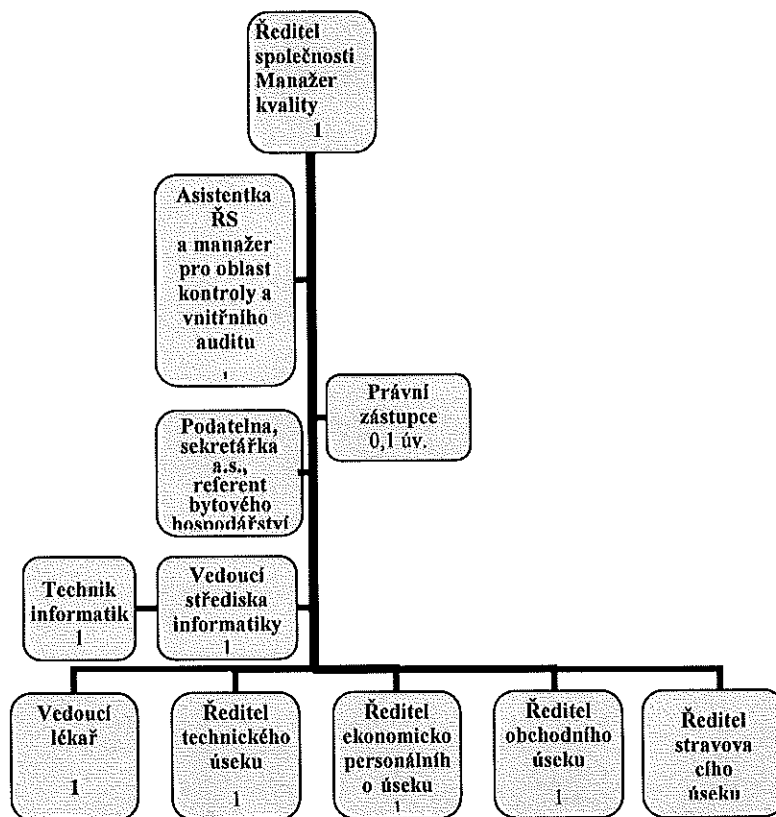 Ředitel
společnosti
Manažer
kvality
1
Asistentka
ŘS
a manažer
pro oblast
kontroly a
vnitřního
auditu
Právní
zástupce
0,1 úv.
Podatelna,
sekretářka
a.s.,
referent
bytového
hospodářství
Technik
informatik
1
Vedoucí
střediska
informatiky
1
Vedoucí
lékař
1
Ředitel
technického
úseku
1
Ředitel
ekonomicko
personálníh
o úseku
1
Ředitel
obchodního
úseku
1
Ředitel
stravova
cího
úseku